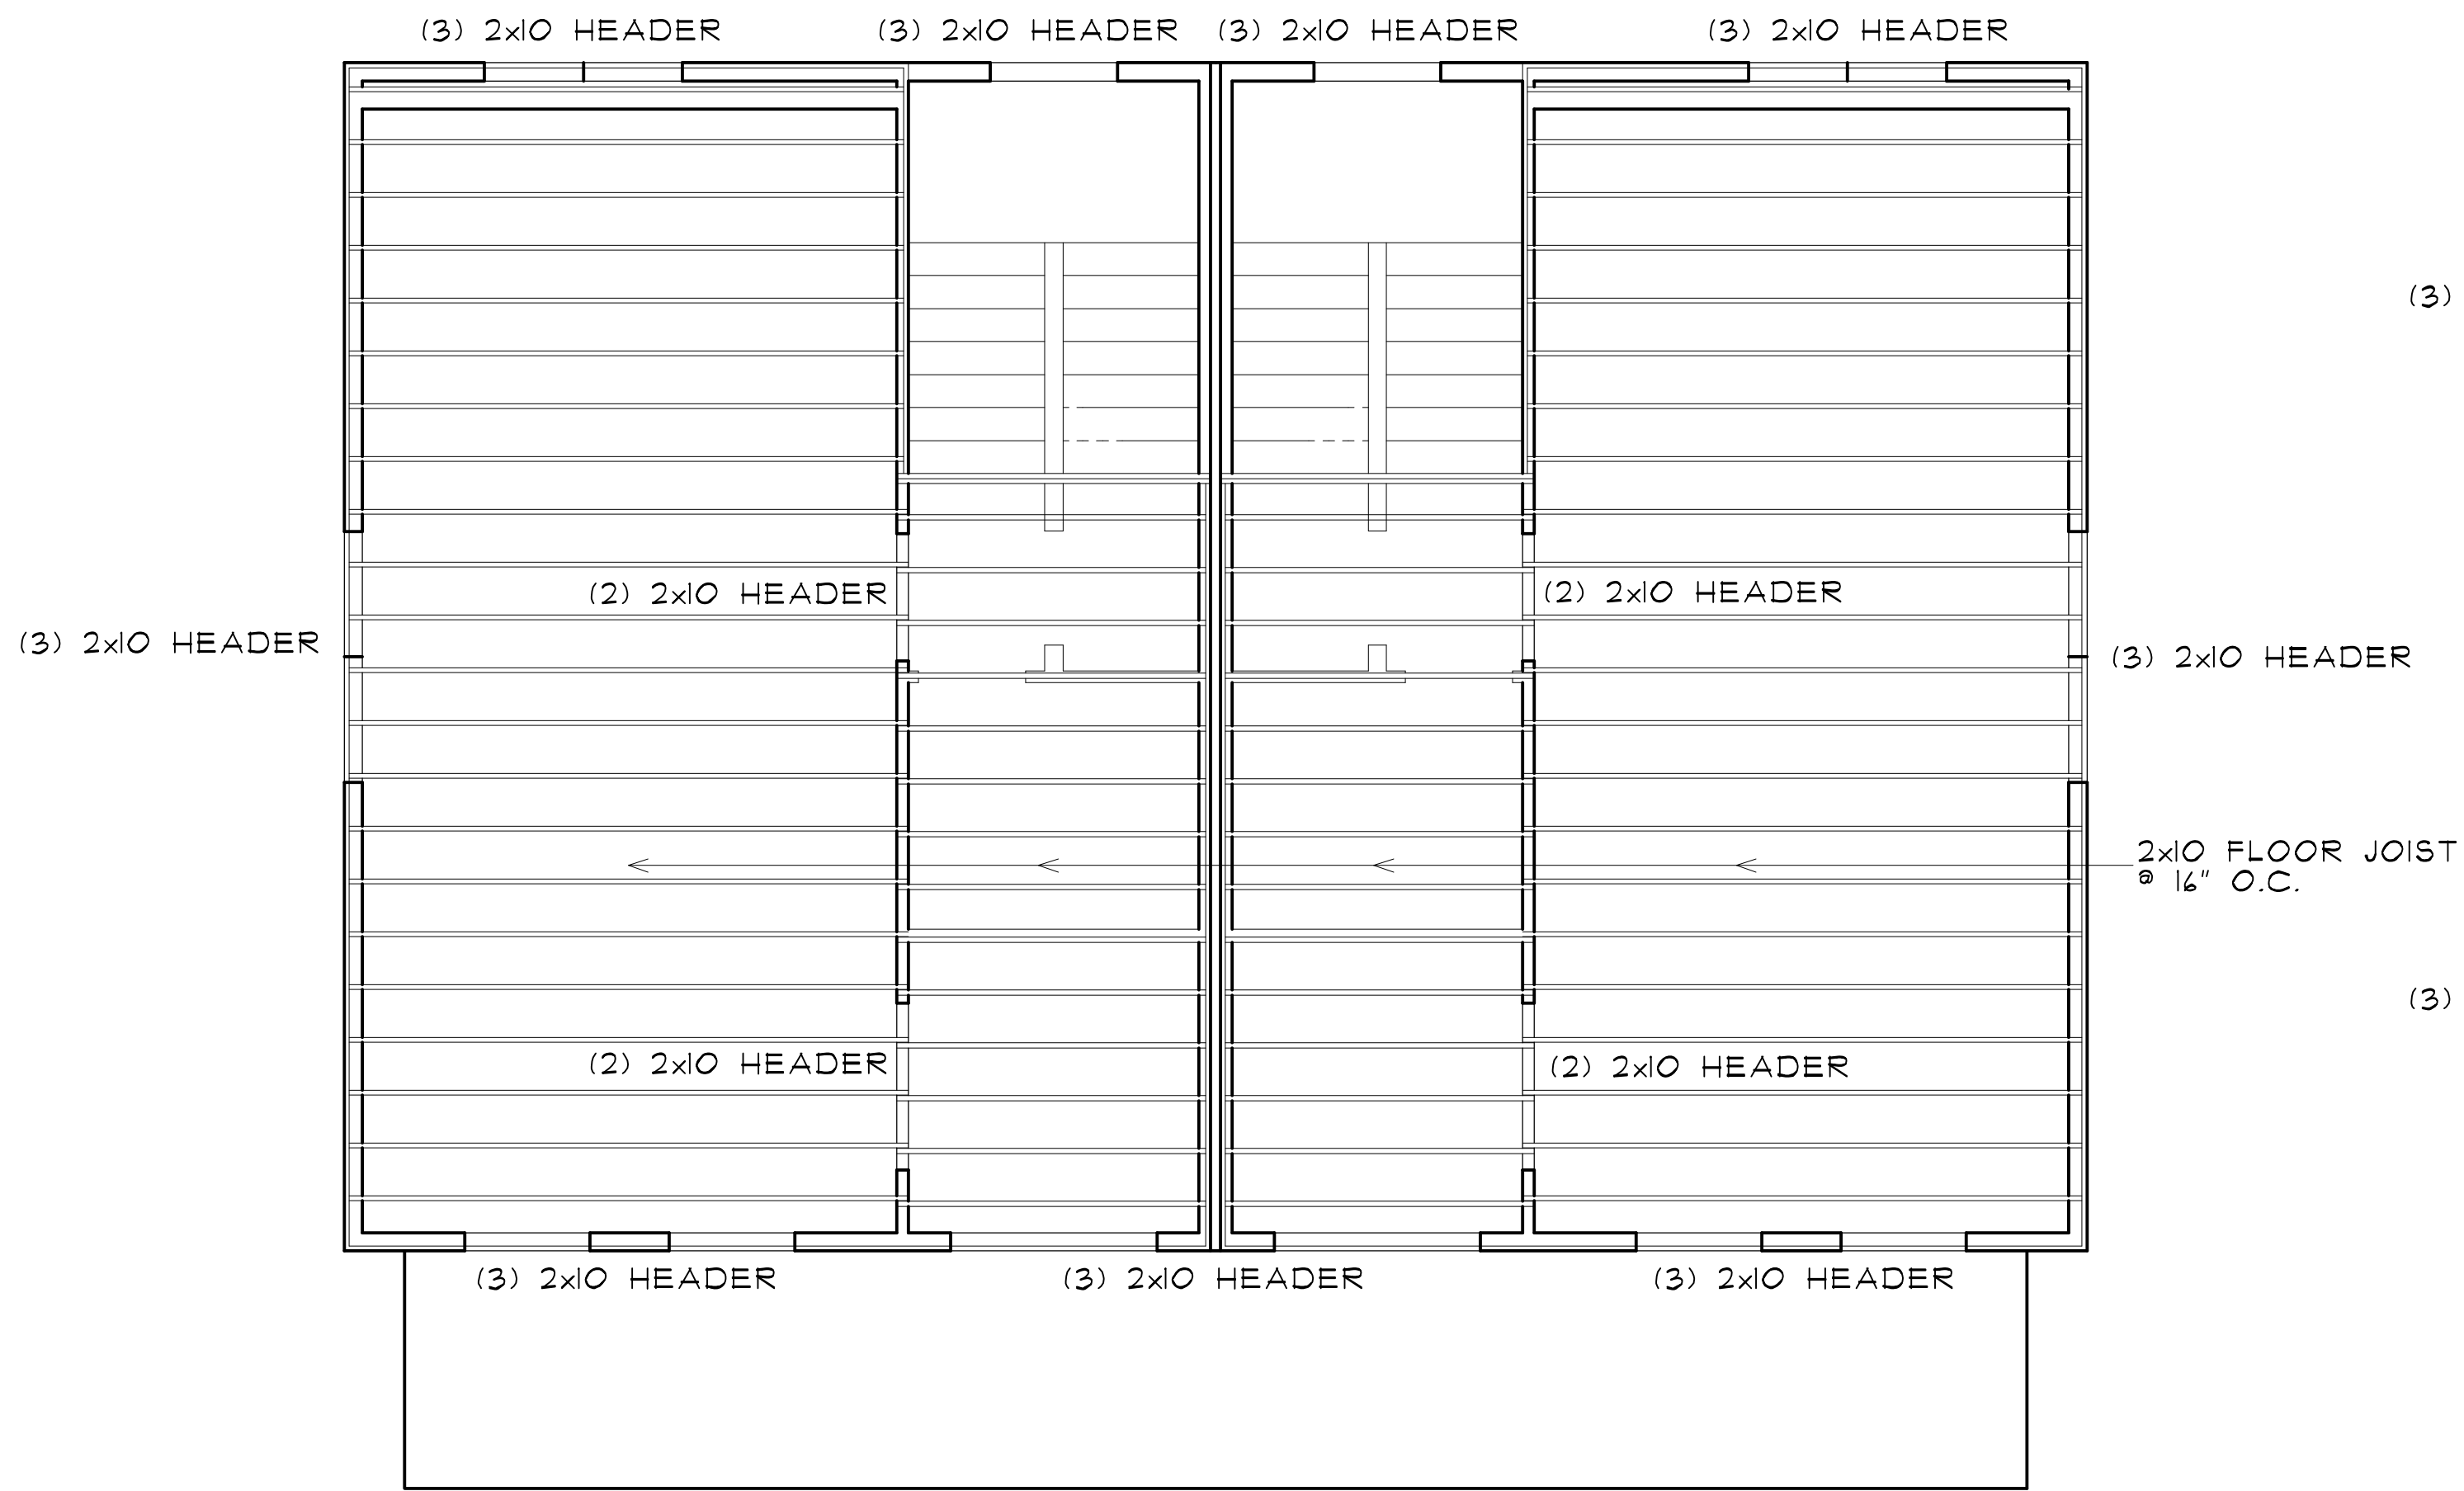 (3) 2x10 HEADER
(3) 2x10 HEADER
(3) 2x10 HEADER
(3) 2x10 HEADER
(3)
(2) 2x10 HEADER
(2) 2x10 HEADER
(3) 2x10 HEADER
(3) 2x10 HEADER
2x10 FLOOR JOIST
@ 16" O.C.
(3)
(2) 2x10 HEADER
(2) 2x10 HEADER
(3) 2x10 HEADER
(3) 2x10 HEADER
(3) 2x10 HEADER